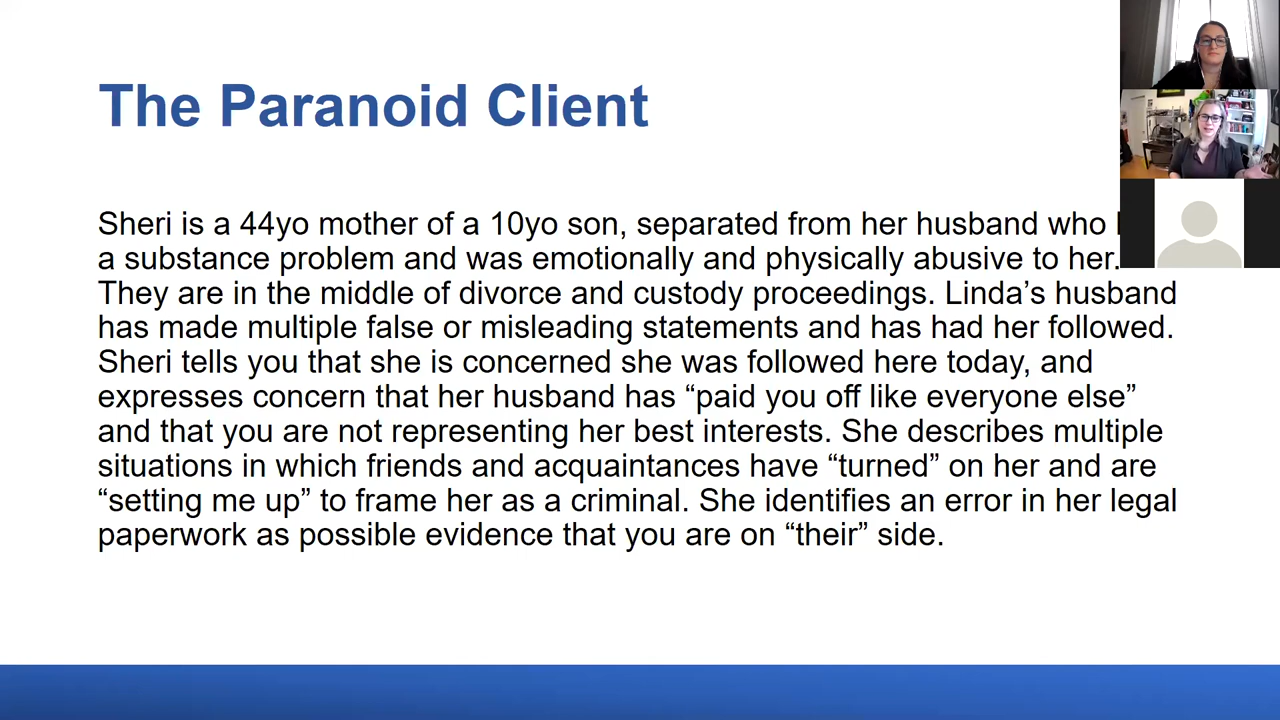 The Paranoid Client
Sheri is a 44yo mother of a 10yo son, separated from her husband who
a substance problem and was emotionally and physically abusive to her.
They are in the middle of divorce and custody proceedings. Linda’s husband
has made multiple false or misleading statements and has had her followed.
Sheri tells you that she is concerned she was followed here today, and
expresses concern that her husband has “paid you off like everyone else”
and that you are not representing her best interests. She describes multiple
situations in which friends and acquaintances have “turned” on her and are
“setting me up” to frame her as a criminal. She identifies an error in her legal
paperwork as possible evidence that you are on “their” side.